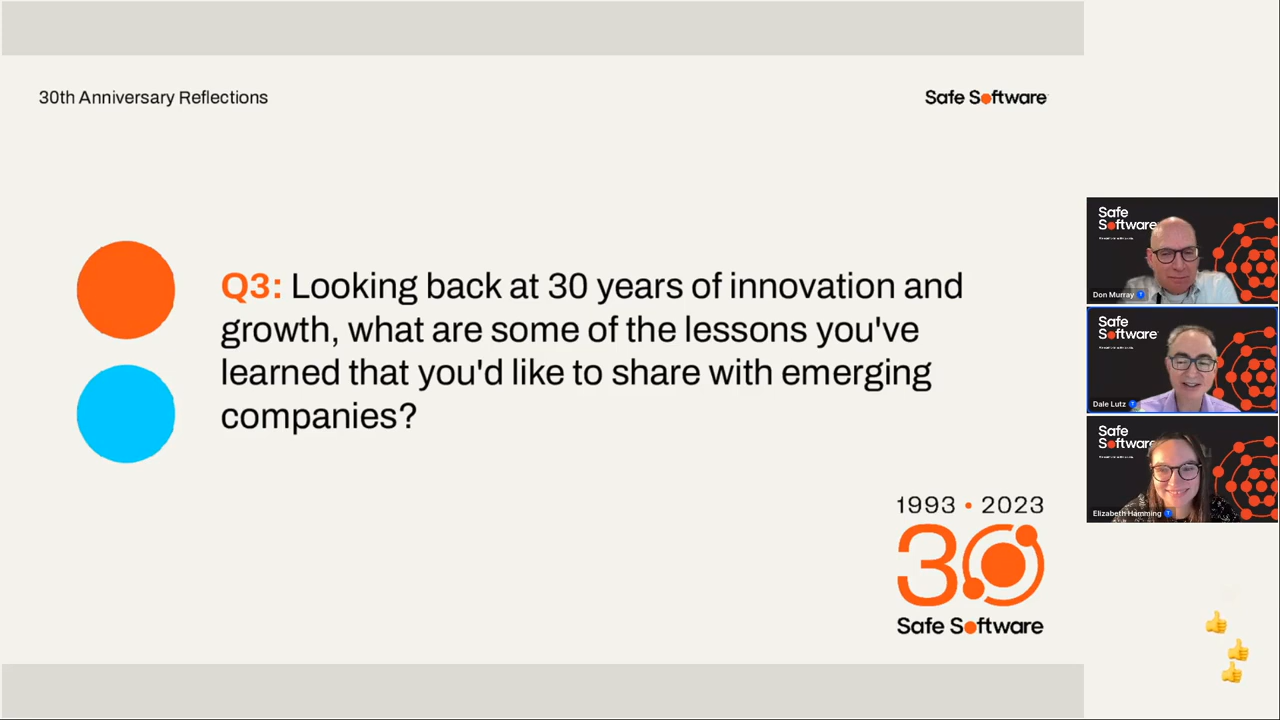 30th Anniversary Reflections
Safe Software
Q3: Looking back at 30 years of innovation and
growth, what are some of the lessons you've
learned that you'd like to share with emerging
companies?
1993 • 2023
30
Safe Software
Safe
Software
Don Murray
Safe
Software
Dale Lutz
Safe
Software
Elizabeth Hamming